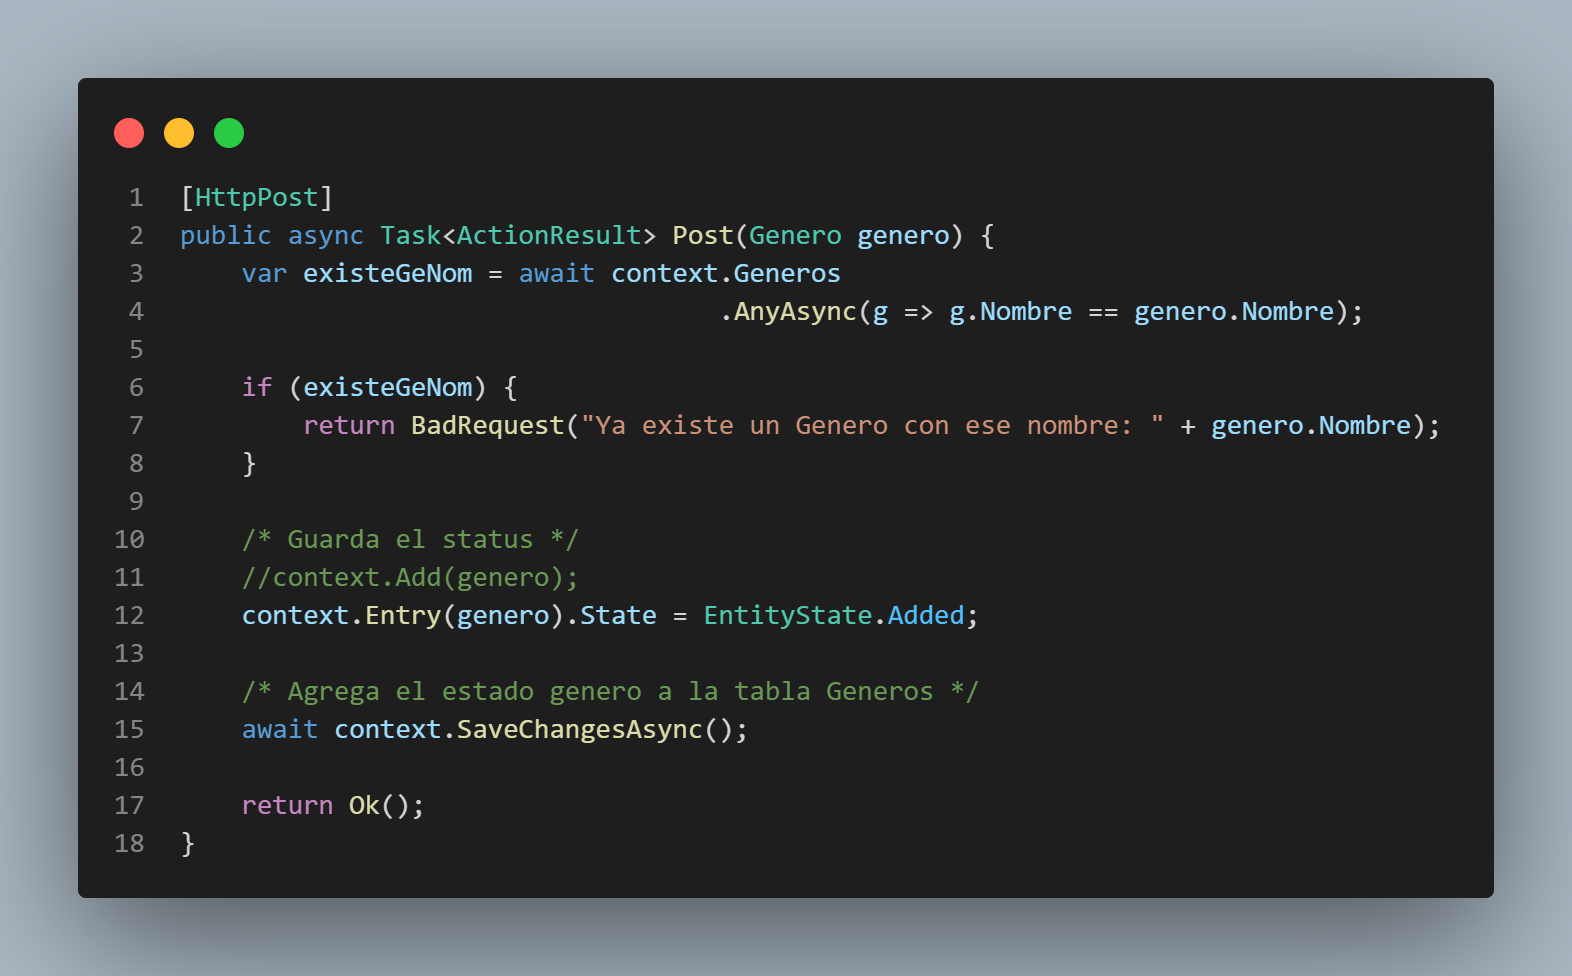 1 [HttpPost]
2 public async Task<ActionResult> Post(Genero genero) {
3     var existeGeNom = await context.Generos
4                                    .AnyAsync(g => g.Nombre == genero.Nombre);
5
6     if (existeGeNom) {
7         return BadRequest("Ya existe un Genero con ese nombre: " + genero.Nombre);
8     }
9
10     /* Guarda el status */
11     //context.Add(genero);
12     context.Entry(genero).State = EntityState.Added;
13
14     /* Agrega el estado genero a la tabla Generos */
15     await context.SaveChangesAsync();
16
17     return Ok();
18 }